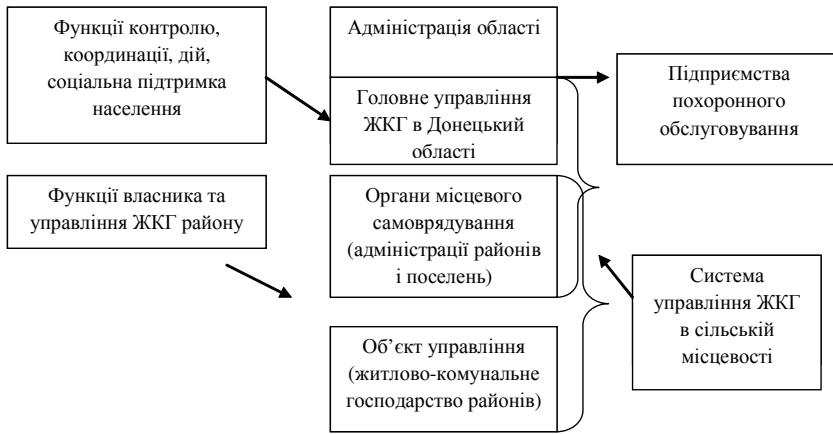 Функції контролю,
координації, дій,
соціальна підтримка
населення
Адміністрація області
Головне управління
ЖКГ в Донецький
області
Підприємства
похоронного
обслуговування
Функції власника та
управління ЖКГ району
Органи місцевого
самоврядування
(адміністрації районів
і поселень)
Система
управління ЖКГ
в сільській
місцевості
Об’єкт управління
(житлово-комунальне
господарство районів)